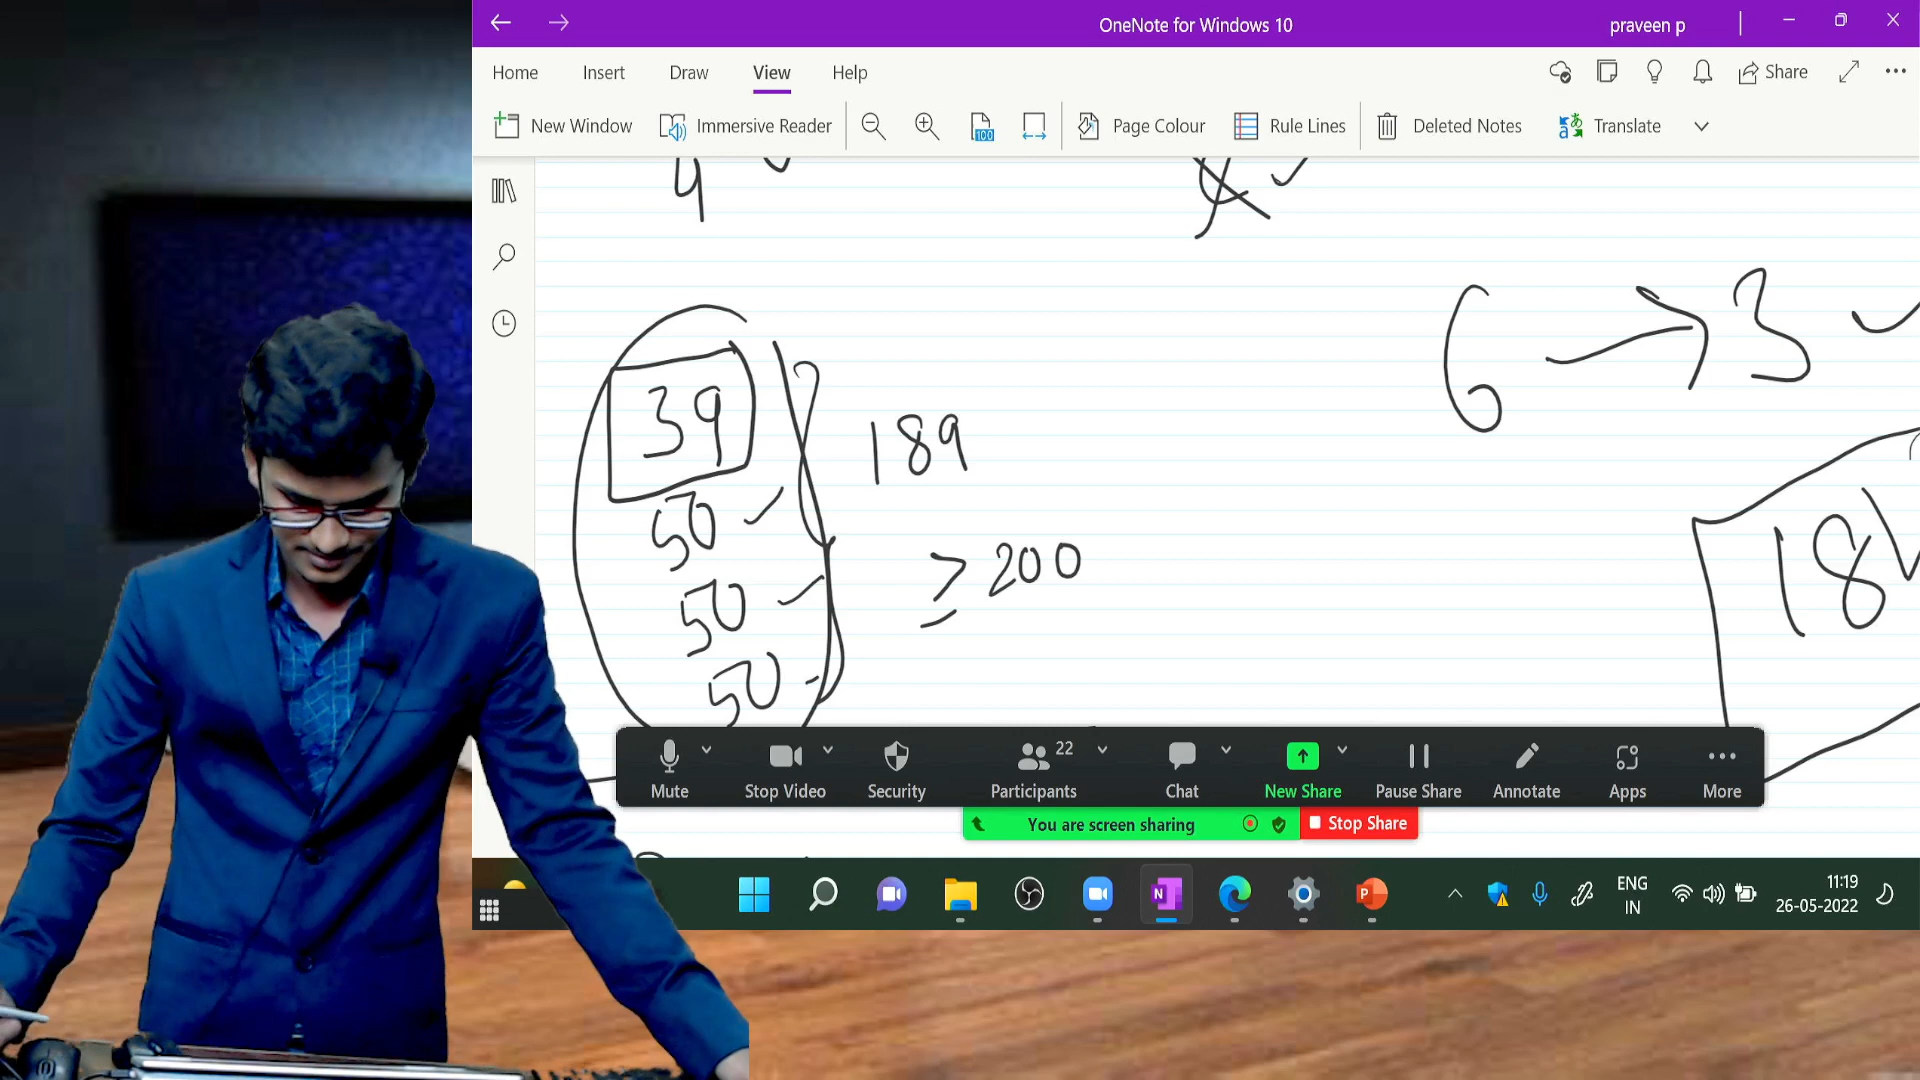 OneNote for Windows 10
praveen p
Home Insert Draw View Help
Share
New Window Immersive Reader 100 Page Colour Rule Lines Deleted Notes Translate
4
6 → 3 ✓
39
189
50 ✓
≥ 200
50 ✓
50
18
22
Mute Stop Video Security Participants Chat New Share Pause Share Annotate Apps More
You are screen sharing Stop Share
N P
ENG
IN
11:19
26-05-2022